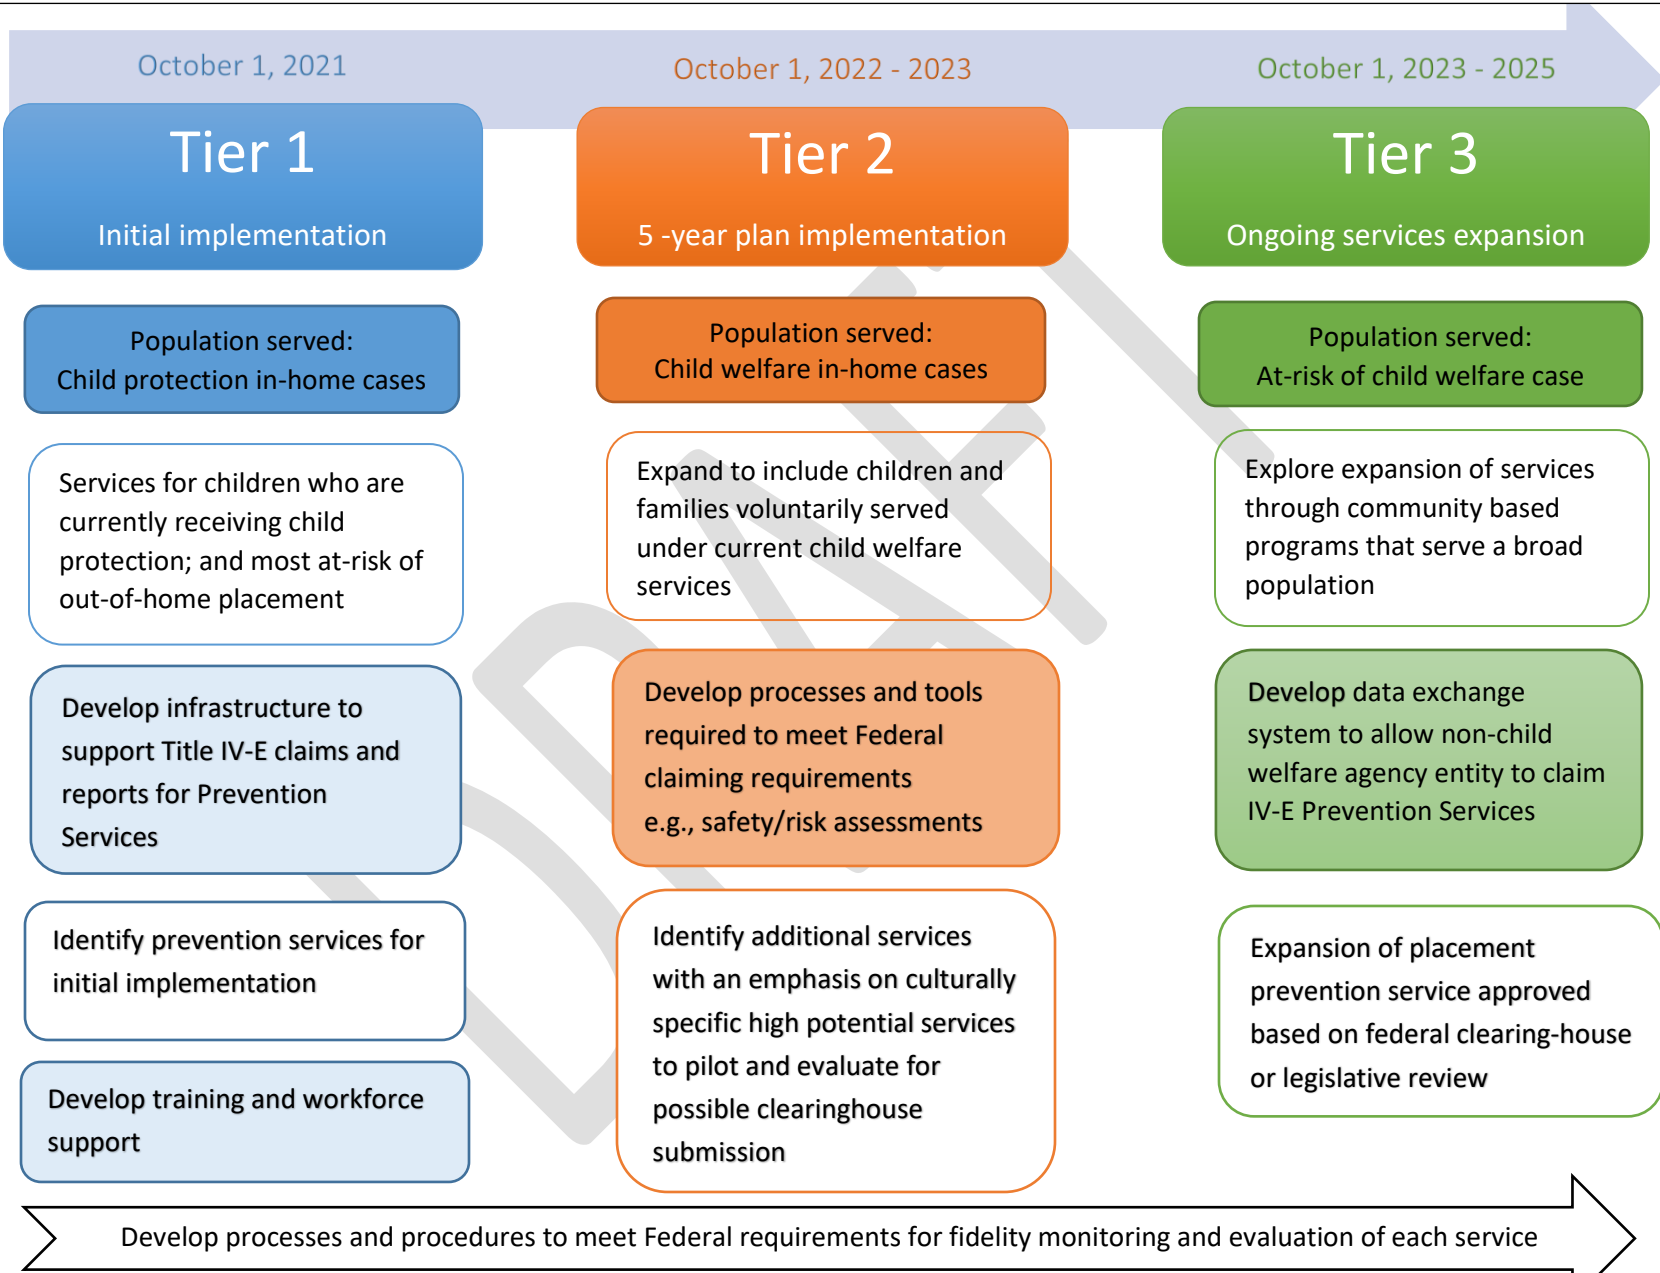 October 1, 2021
October 1, 2022 - 2023
October 1, 2023 - 2025
Tier 1
Initial implementation
Tier 2
5 -year plan implementation
Tier 3
Ongoing services expansion
Population served:
Child protection in-home cases
Services for children who are
currently receiving child
protection; and most at-risk of
out-of-home placement
Develop infrastructure to
support Title IV-E claims and
reports for Prevention
Services
Identify prevention services for
initial implementation
Develop training and workforce
support
Population served:
Child welfare in-home cases
Expand to include children and
families voluntarily served
under current child welfare
services
Develop processes and tools
required to meet Federal
claiming requirements
e.g., safety/risk assessments
Identify additional services
with an emphasis on culturally
specific high potential services
to pilot and evaluate for
possible clearinghouse
submission
Population served:
At-risk of child welfare case
Explore expansion of services
through community based
programs that serve a broad
population
Develop data exchange
system to allow non-child
welfare agency entity to claim
IV-E Prevention Services
Expansion of placement
prevention service approved
based on federal clearing-house
or legislative review
Develop processes and procedures to meet Federal requirements for fidelity monitoring and evaluation of each service
DRAFT